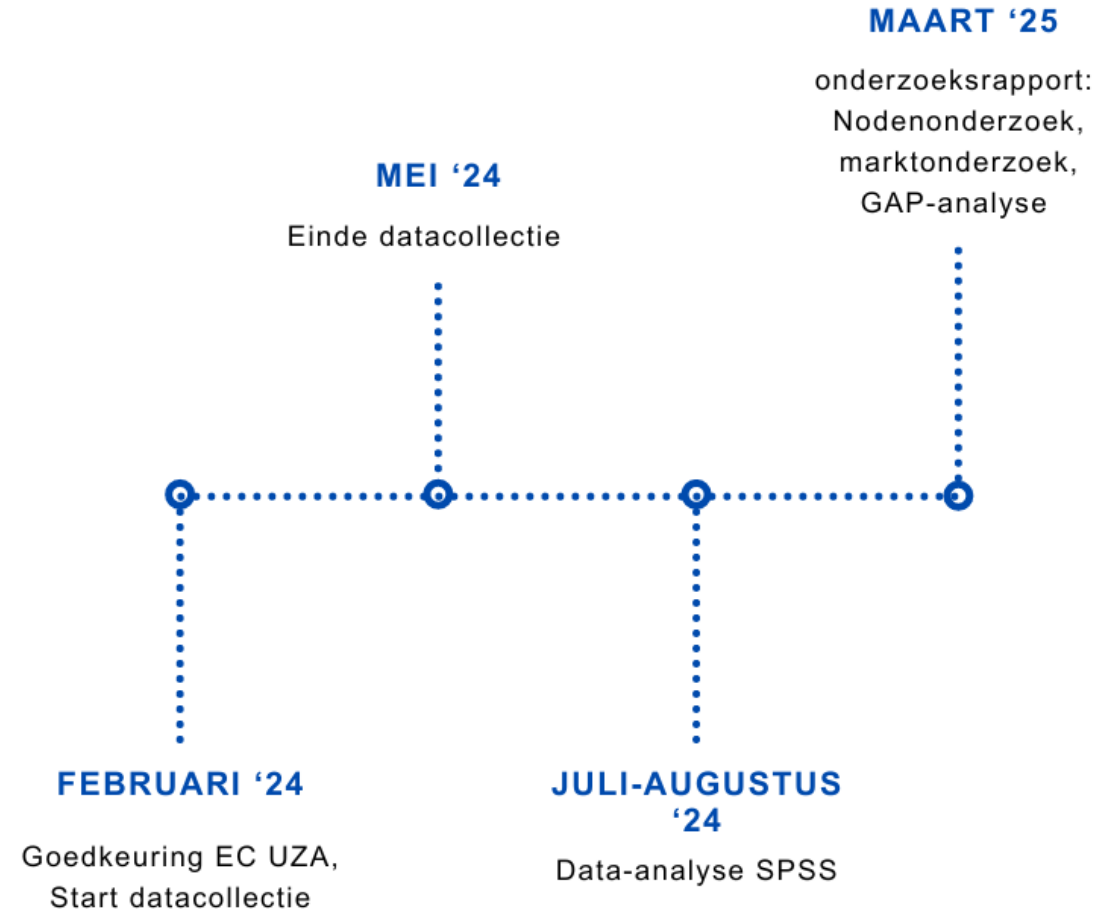 FEBRUARI ‘24
Goedkeuring EC UZA,
Start datacollectie
MEI ‘24
Einde datacollectie
JULI-AUGUSTUS
‘24
Data-analyse SPSS
MAART ‘25
onderzoeksrapport:
Nodenonderzoek,
marktonderzoek,
GAP-analyse